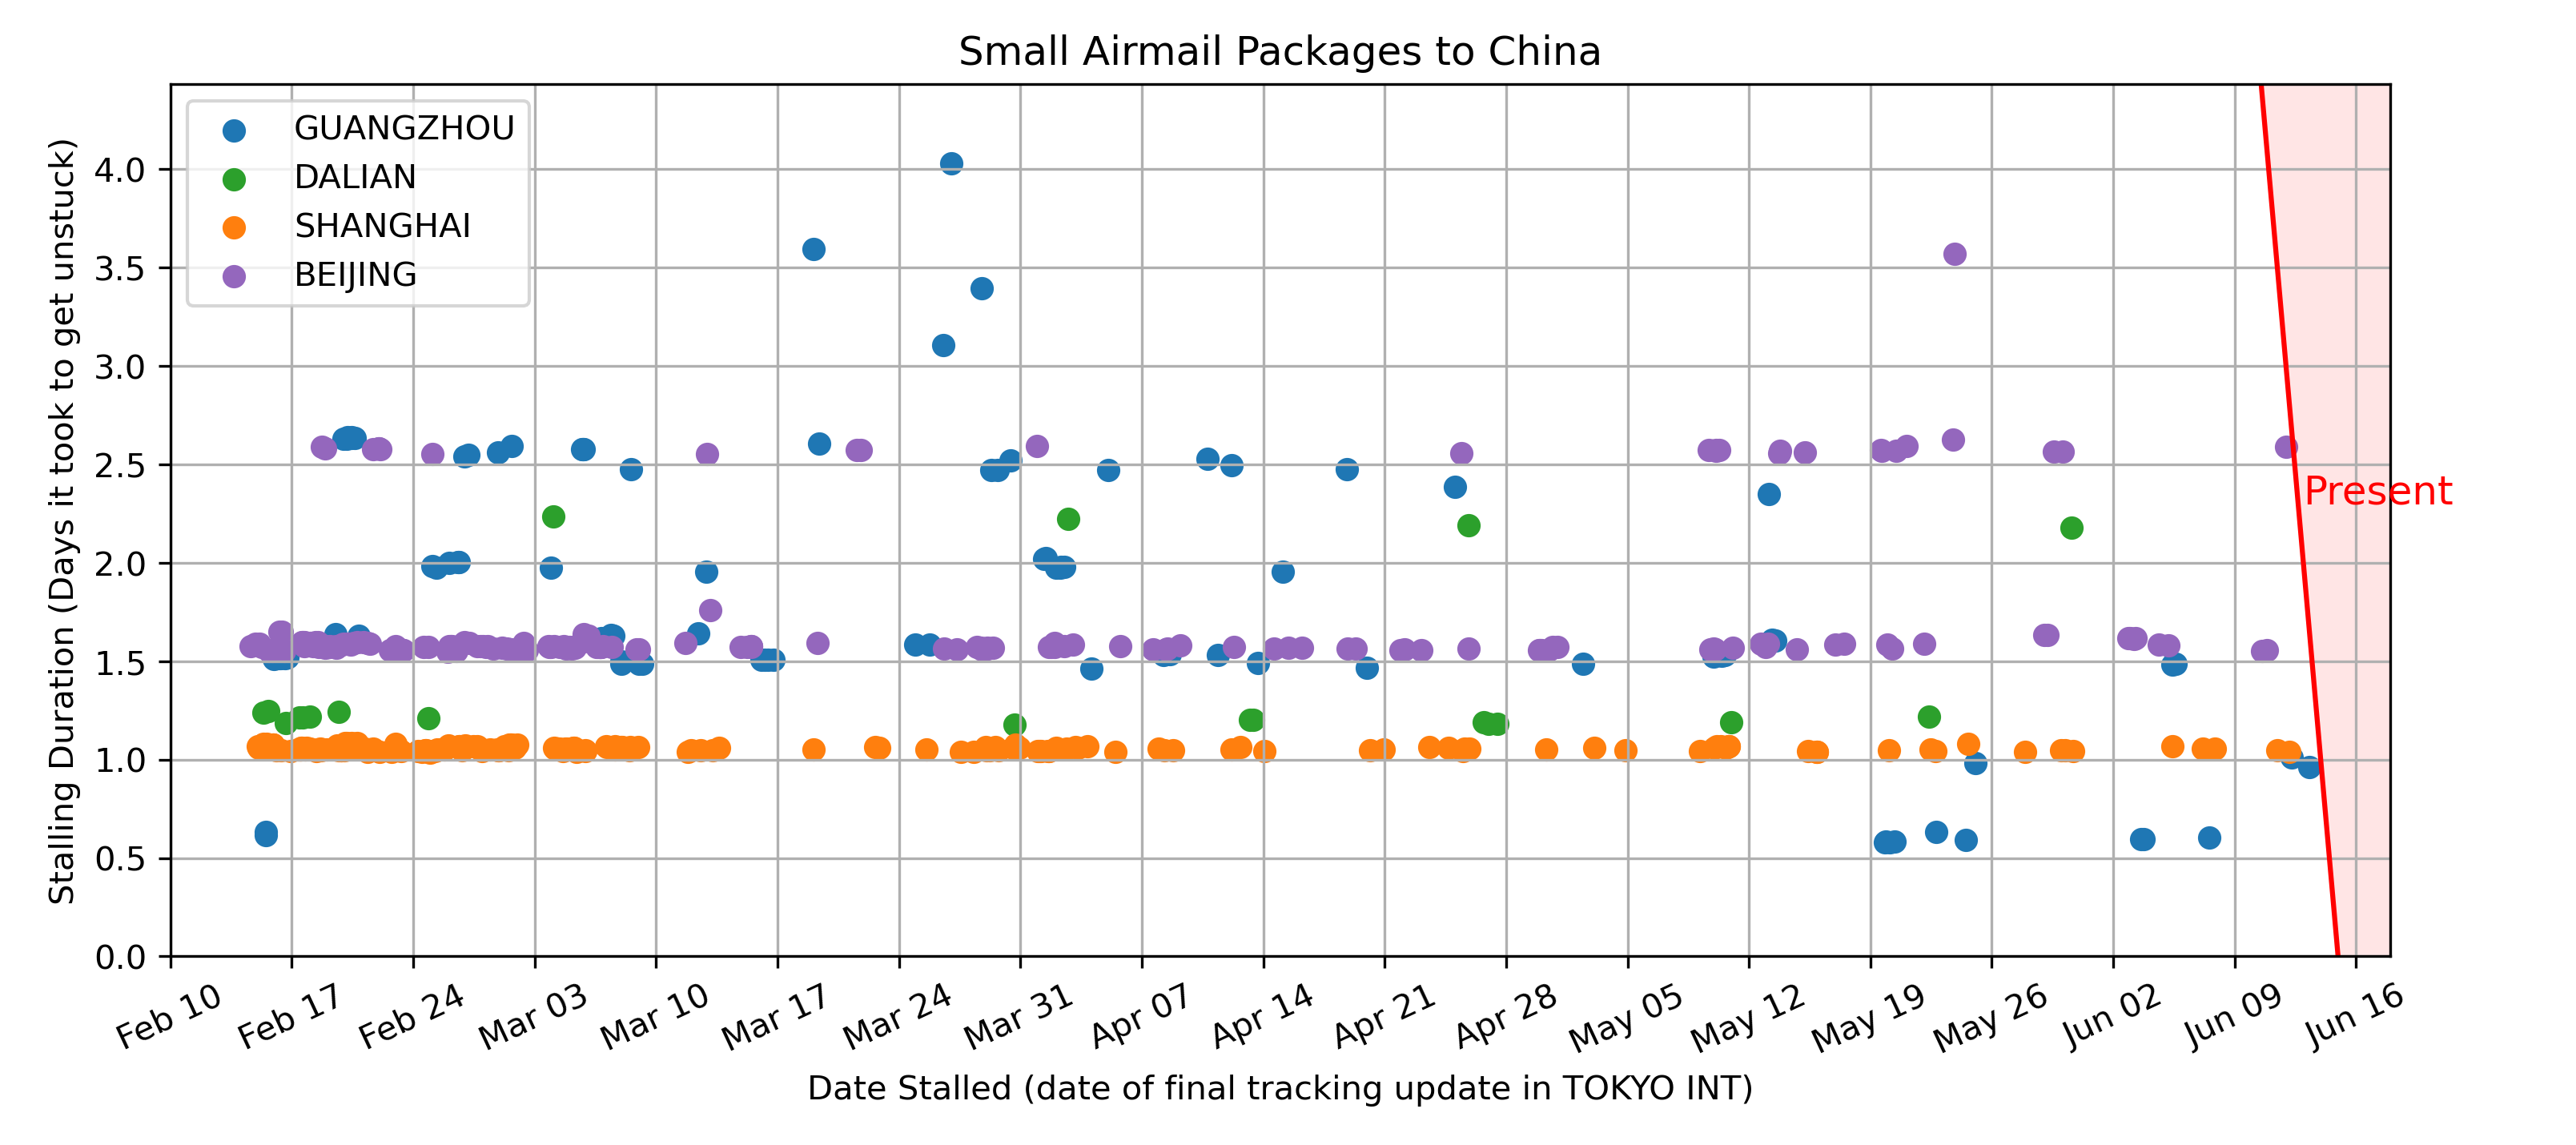 Small Airmail Packages to China
GUANGZHOU
DALIAN
SHANGHAI
BEIJING
Stalling Duration (Days it took to get unstuck)
4.0
3.5
3.0
2.5
2.0
1.5
1.0
0.5
0.0
Present
Feb 10
Feb 17
Feb 24
Mar 03
Mar 10
Mar 17
Mar 24
Mar 31
Apr 07
Apr 14
Apr 21
Apr 28
May 05
May 12
May 19
May 26
Jun 02
Jun 09
Jun 16
Date Stalled (date of final tracking update in TOKYO INT)